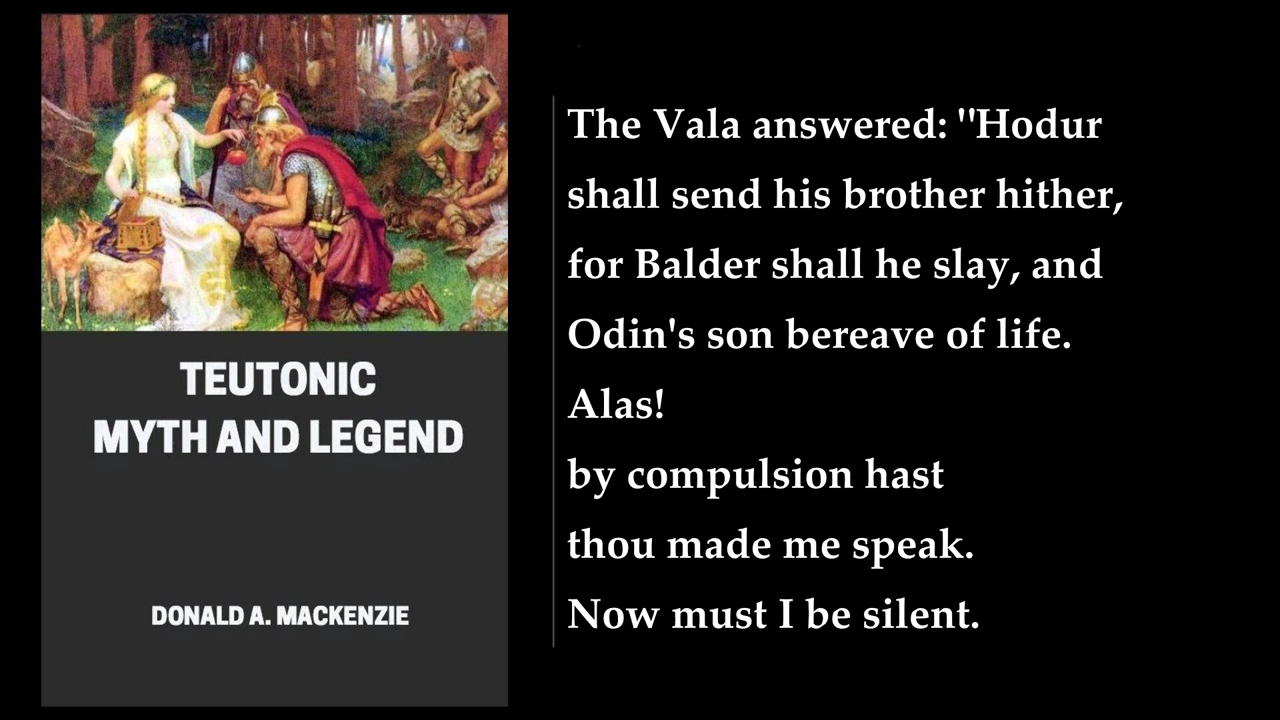 TEUTONIC
MYTH AND LEGEND
DONALD A. MACKENZIE
The Vala answered: "Hodur
shall send his brother hither,
for Balder shall he slay, and
Odin's son bereave of life.
Alas!
by compulsion hast
thou made me speak.
Now must I be silent.